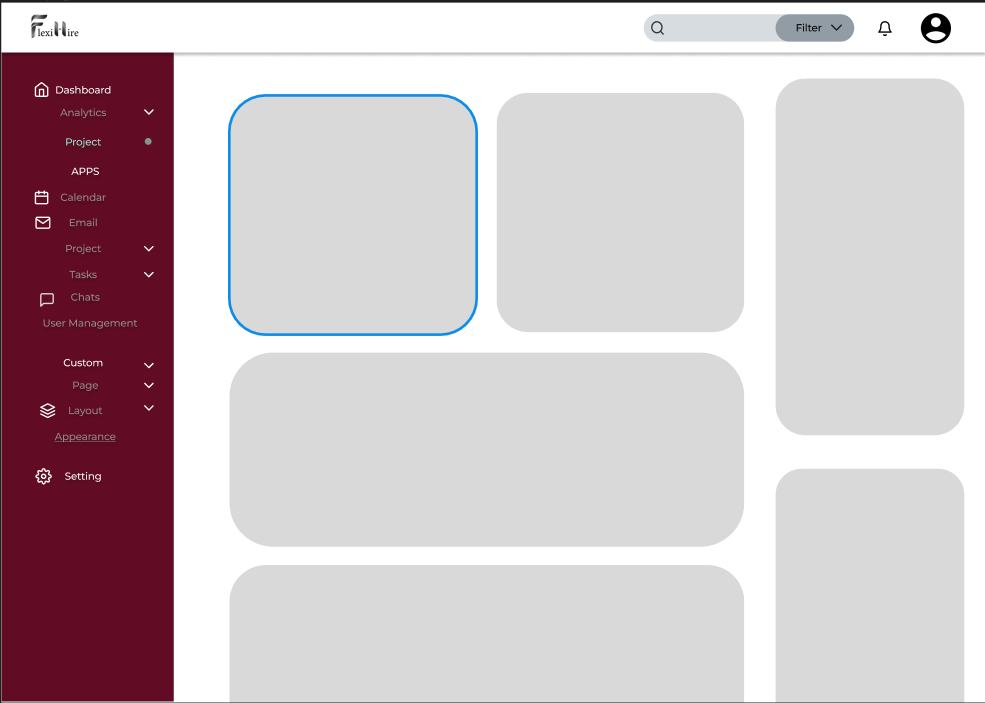 FlexiHire
Filter
Dashboard
Analytics
Project
APPS
Calendar
Email
Project
Tasks
Chats
User Management
Custom
Page
Layout
Appearance
Setting